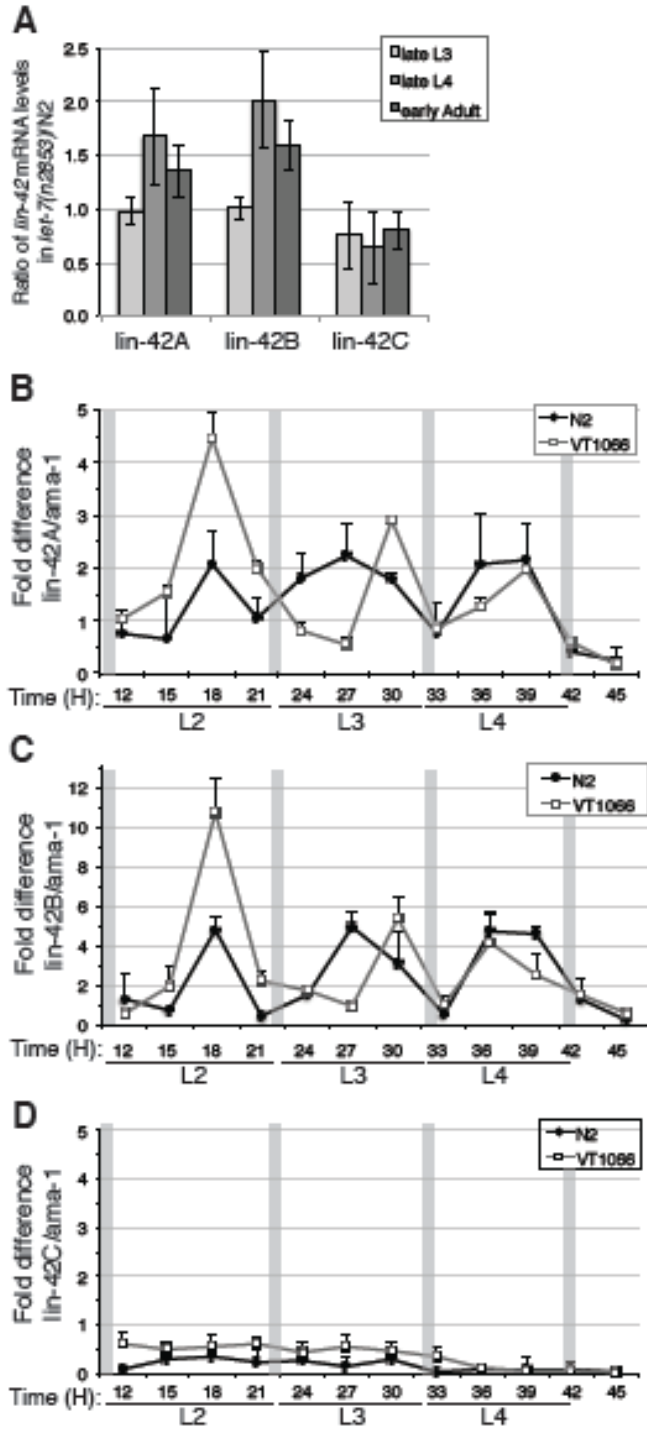 A
Ratio of lin-42 mRNA levels
in let-7(n2853)/N2
2.5
2.0
1.5
1.0
0.5
0.0
late L3
late L4
early Adult
lin-42A lin-42B lin-42C
B
Fold difference
lin-42A/ama-1
5
4
3
2
1
0
N2
VT1066
Time (H): 12 15 18 21 24 27 30 33 36 39 42 45
L2 L3 L4
C
Fold difference
lin-42B/ama-1
12
10
8
6
4
2
0
N2
VT1066
Time (H): 12 15 18 21 24 27 30 33 36 39 42 45
L2 L3 L4
D
Fold difference
lin-42C/ama-1
5
4
3
2
1
0
N2
VT1066
Time (H): 12 15 18 21 24 27 30 33 36 39 42 45
L2 L3 L4